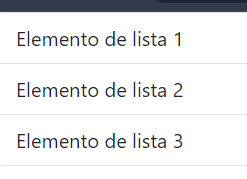 Elemento de lista 1
Elemento de lista 2
Elemento de lista 3